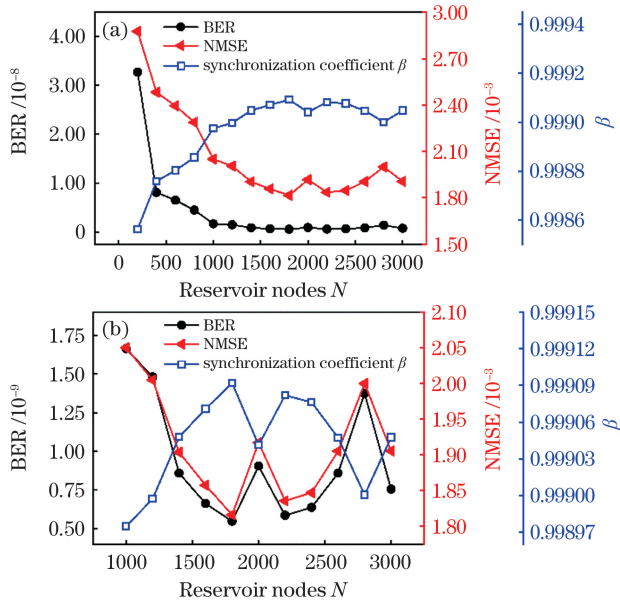 (a)
BER
NMSE
synchronization coefficient β
4.00
3.00
2.00
1.00
0
BER /10⁻⁸
0 500 1000 1500 2000 2500 3000
Reservoir nodes N
3.00
2.70
2.40
2.10
1.80
1.50
NMSE /10⁻³
0.9994
0.9992
0.9990
0.9988
0.9986
β
(b)
BER
NMSE
synchronization coefficient β
1.75
1.50
1.25
1.00
0.75
0.50
BER /10⁻⁹
1000 1500 2000 2500 3000
Reservoir nodes N
2.10
2.05
2.00
1.95
1.90
1.85
1.80
NMSE /10⁻³
0.99915
0.99912
0.99909
0.99906
0.99903
0.99900
0.99897
β